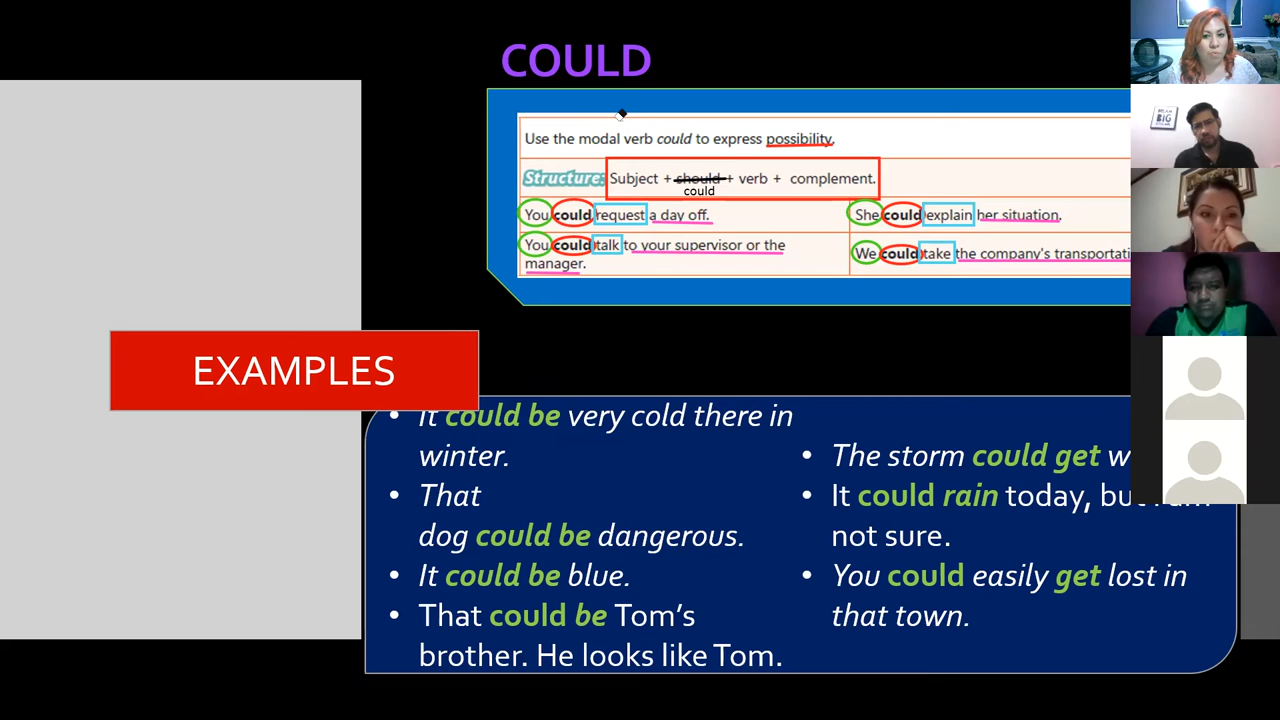 COULD
Use the modal verb could to express possibility.
Structure: Subject + should + verb + complement.
could
You could request a day off.
She could explain her situation.
You could talk to your supervisor or the
manager.
We could take the company's
EXAMPLES
It could be very cold there in
winter.
That
dog could be dangerous.
It could be blue.
That could be Tom's
brother. He looks like Tom.
The storm could get
It could rain today, but
not sure.
You could easily get lost in
that town.
BIG